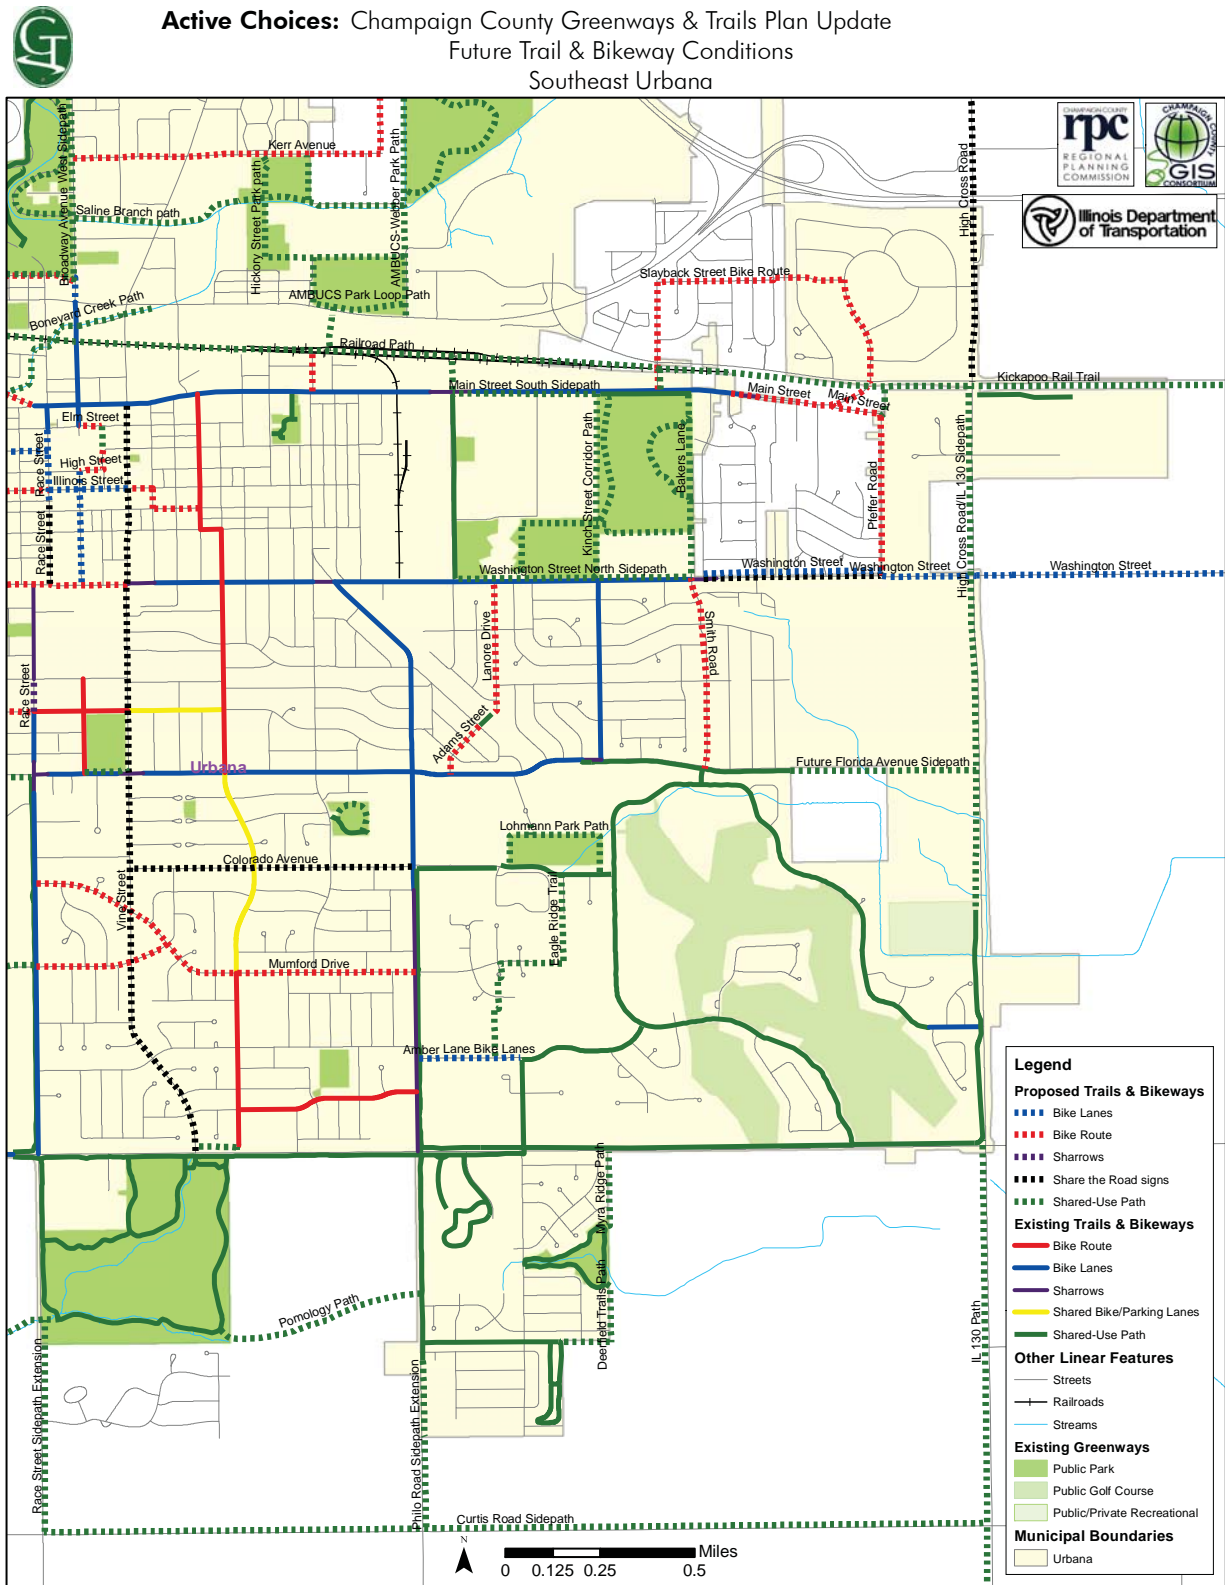 Active Choices: Champaign County Greenways & Trails Plan Update
Future Trail & Bikeway Conditions
Southeast Urbana
GT
CHAMPAIGN COUNTY
rpc
REGIONAL
PLANNING
COMMISSION
CHAMPAIGN COUNTY
GIS
CONSORTIUM
Illinois Department
of Transportation
Kerr Avenue
Broadway Avenue West Sidepath
Saline Branch path
Hickory Street Park path
AMBUCS-Webber Park Path
High Cross Road
Slayback Street Bike Route
AMBUCS Park Loop Path
Boneyard Creek Path
Railroad Path
Kickapoo Rail Trail
Main Street South Sidepath
Main Street
Main Street
Elm Street
High Street
Illinois Street
Race Street
Race Street
Kinch Street Corridor Path
Bakers Lane
Pfeffer Road
High Cross Road/IL 130 Sidepath
Washington Street North Sidepath
Washington Street
Washington Street
Washington Street
Lanore Drive
Smith Road
Race Street
Adams Street
Urbana
Future Florida Avenue Sidepath
Lohmann Park Path
Colorado Avenue
Vine Street
Eagle Ridge Trail
Mumford Drive
Amber Lane Bike Lanes
Myra Ridge Path
Deerfield Trails Path
Pomology Path
IL 130 Path
Race Street Sidepath Extension
Philo Road Sidepath Extension
Curtis Road Sidepath
N
Miles
0 0.125 0.25 0.5
Legend
Proposed Trails & Bikeways
Bike Lanes
Bike Route
Sharrows
Share the Road signs
Shared-Use Path
Existing Trails & Bikeways
Bike Route
Bike Lanes
Sharrows
Shared Bike/Parking Lanes
Shared-Use Path
Other Linear Features
Streets
Railroads
Streams
Existing Greenways
Public Park
Public Golf Course
Public/Private Recreational
Municipal Boundaries
Urbana